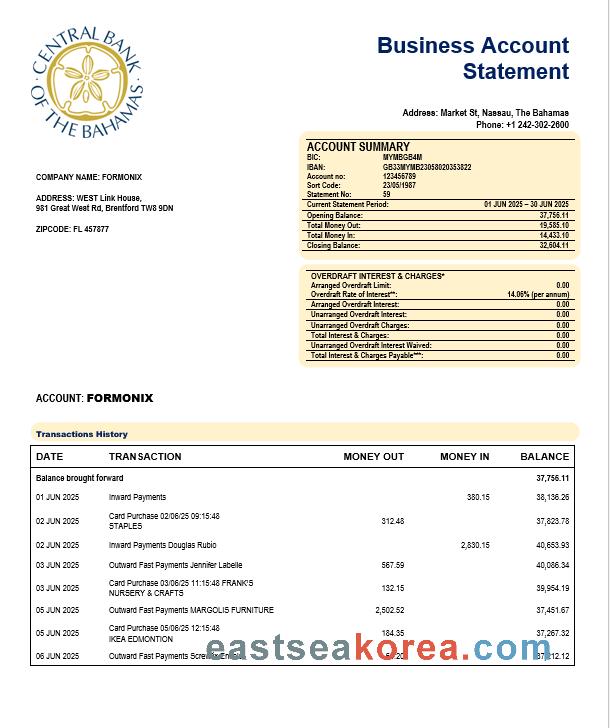 CENTRAL BANK
OF THE BAHAMAS
Business Account
Statement
Address: Market St, Nassau, The Bahamas
Phone: +1 242-302-2600
ACCOUNT SUMMARY
BIC: MYMBGB4M
IBAN: GB33MYMB23058020353822
Account no: 123456789
Sort Code: 23/05/1987
Statement No: 59
Current Statement Period: 01 JUN 2025 – 30 JUN 2025
Opening Balance: 37,756.11
Total Money Out: 19,585.10
Total Money In: 14,433.10
Closing Balance: 32,604.11
COMPANY NAME: FORMONIX
ADDRESS: WEST Link House,
981 Great West Rd, Brentford TW8 9DN
ZIPCODE: FL 457877
OVERDRAFT INTEREST & CHARGES*
Arranged Overdraft Limit: 0.00
Overdraft Rate of Interest**: 14.06% (per annum)
Arranged Overdraft Interest: 0.00
Unarranged Overdraft Interest: 0.00
Unarranged Overdraft Charges: 0.00
Total Interest & Charges: 0.00
Unarranged Overdraft Interest Waived: 0.00
Total Interest & Charges Payable***: 0.00
ACCOUNT: FORMONIX
Transactions History
DATE TRANSACTION MONEY OUT MONEY IN BALANCE
Balance brought forward 37,756.11
01 JUN 2025 Inward Payments 380.15 38,136.26
02 JUN 2025 Card Purchase 02/06/25 09:15:48 312.48 37,823.78
STAPLES
02 JUN 2025 Inward Payments Douglas Rubio 2,830.15 40,653.93
03 JUN 2025 Outward Fast Payments Jennifer Labelle 567.59 40,086.34
03 JUN 2025 Card Purchase 03/06/25 11:15:48 FRANK'S 132.15 39,954.19
NURSERY & CRAFTS
05 JUN 2025 Outward Fast Payments MARGOLIS FURNITURE 2,502.52 37,451.67
05 JUN 2025 Card Purchase 05/06/25 12:15:48 184.35 37,267.32
IKEA EDMONTION
06 JUN 2025 Outward Fast Payments
eastseakorea.com